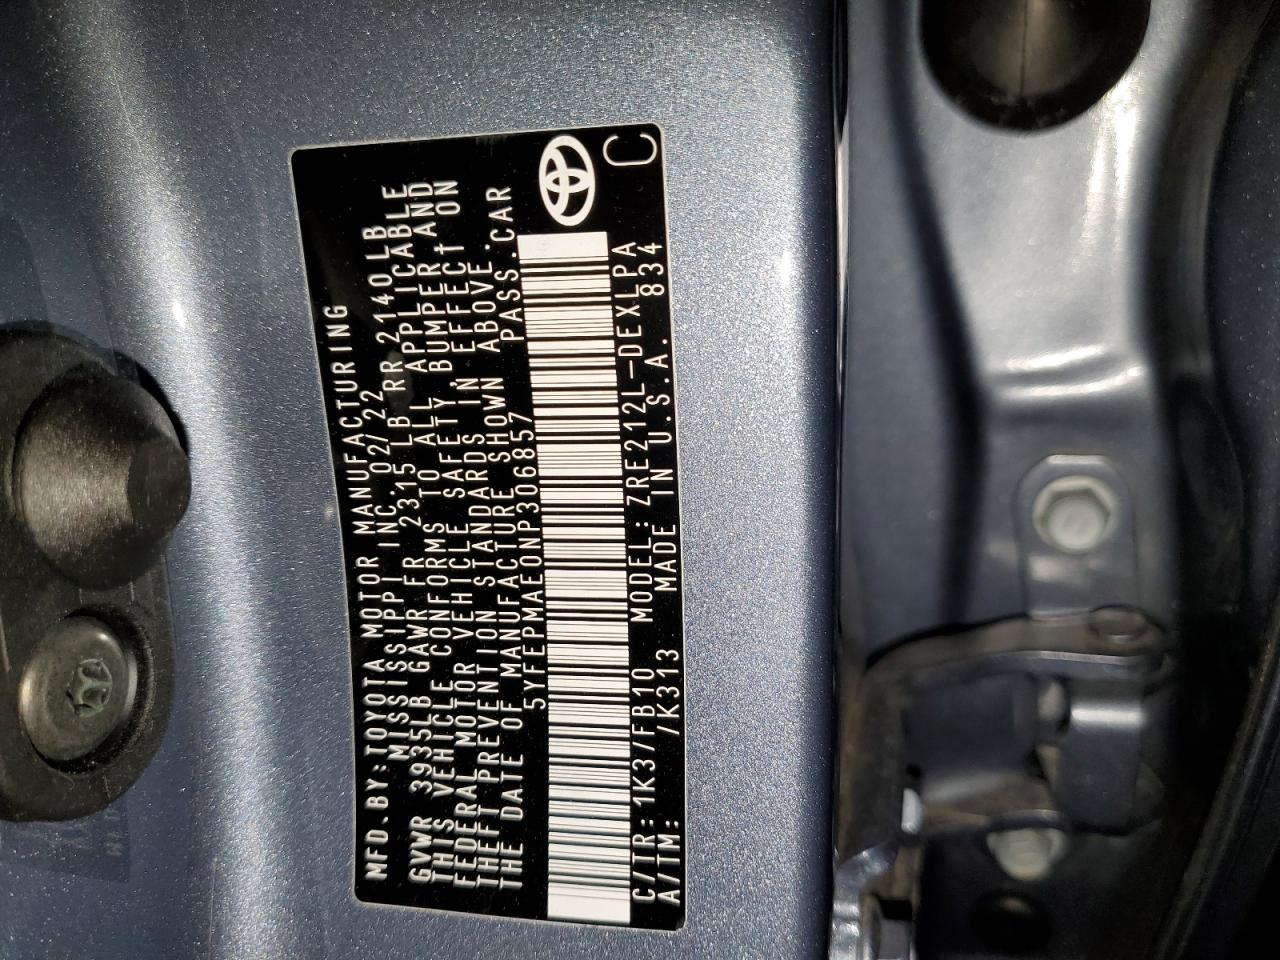 MFD.BY:TOYOTA MOTOR MANUFACTURING
MISSISSIPPI INC. 02/22
GVWR 3935LB GAWR FR 2315LB RR 2140LB
THIS VEHICLE CONFORMS TO ALL APPLICABLE
FEDERAL MOTOR VEHICLE SAFETY, BUMPER, AND
THEFT PREVENTION STANDARDS IN EFFECT ON
THE DATE OF MANUFACTURE SHOWN ABOVE.
5YFEPMAE0NP306857 PASS.CAR
C/TR:1K3/FB10 MODEL:ZRE212L-DEXLPA
A/TM: /K313 MADE IN U.S.A. 834
C